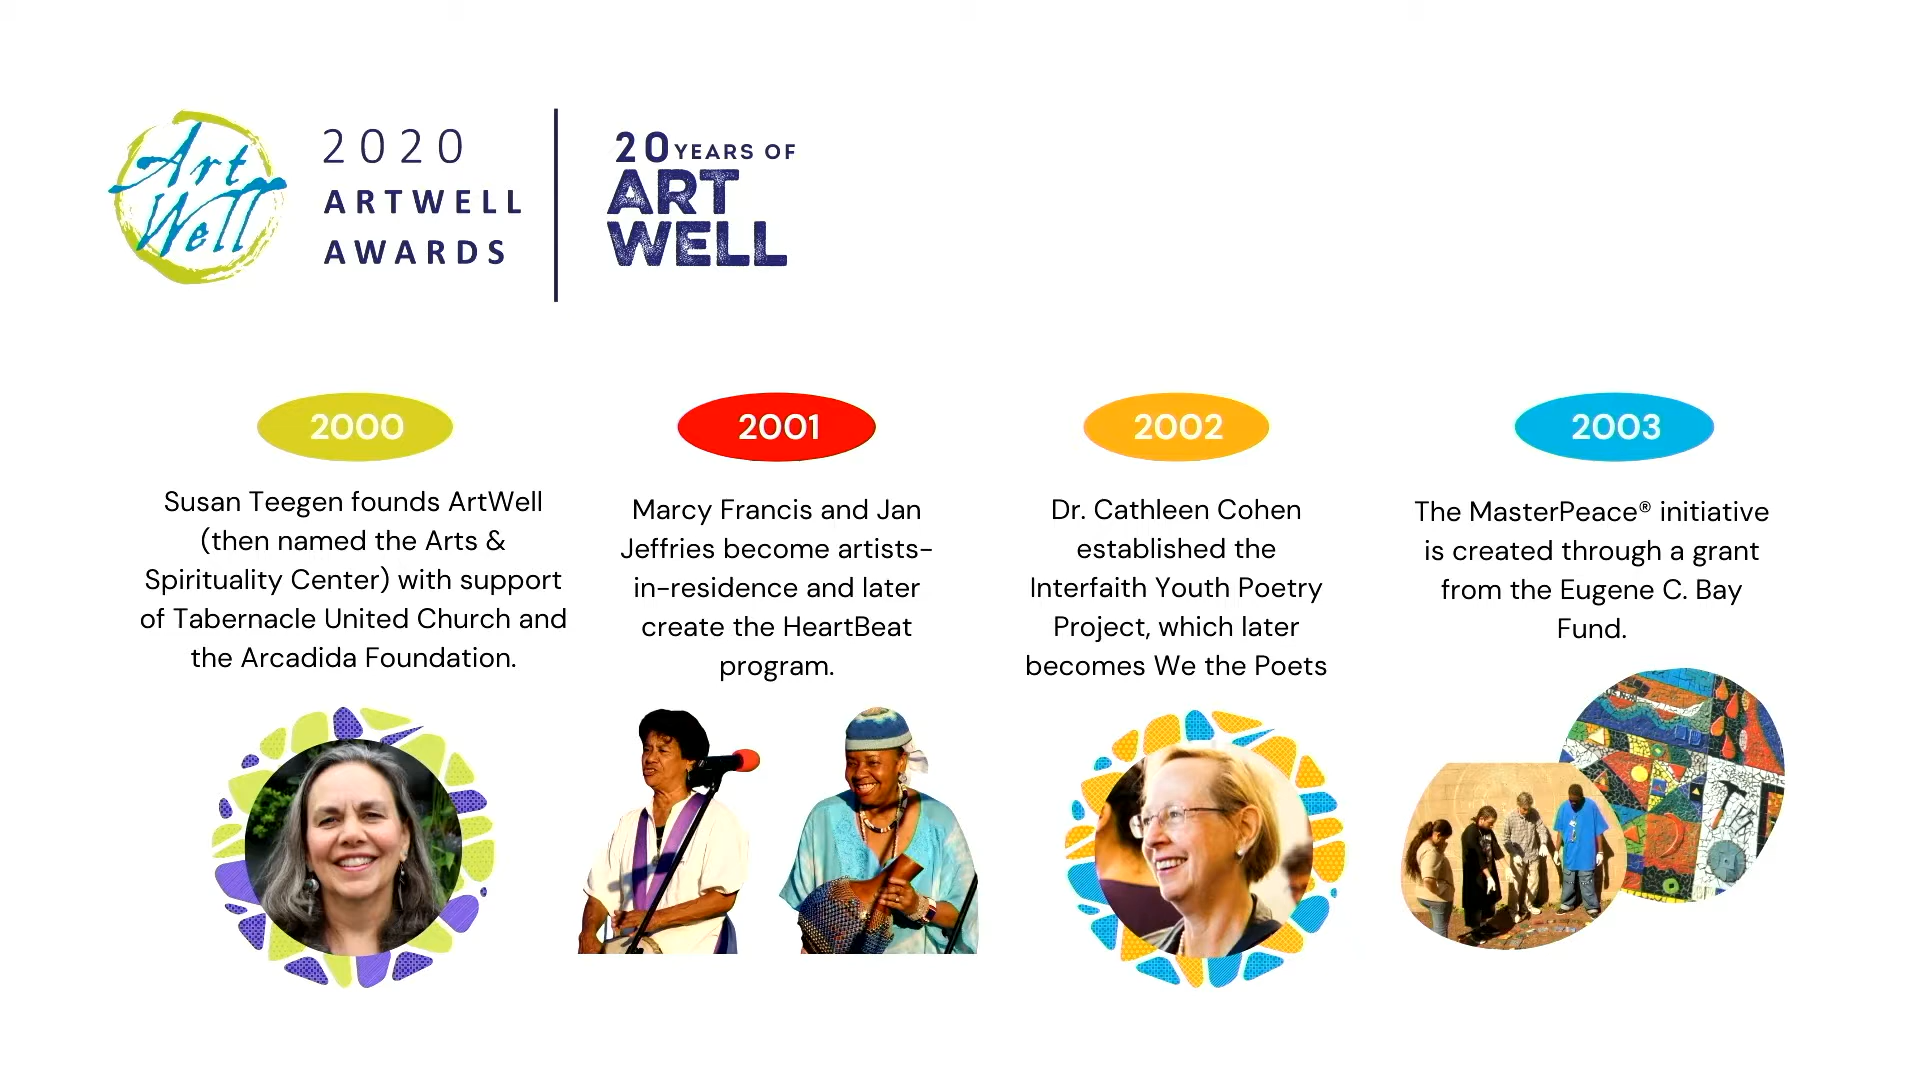 Art
Well
2020
ARTWELL
AWARDS
20 YEARS OF
ART
WELL
2000
Susan Teegen founds ArtWell
(then named the Arts &
Spirituality Center) with support
of Tabernacle United Church and
the Arcadida Foundation.
2001
Marcy Francis and Jan
Jeffries become artists-
in-residence and later
create the HeartBeat
program.
2002
Dr. Cathleen Cohen
established the
Interfaith Youth Poetry
Project, which later
becomes We the Poets
2003
The MasterPeace® initiative
is created through a grant
from the Eugene C. Bay
Fund.